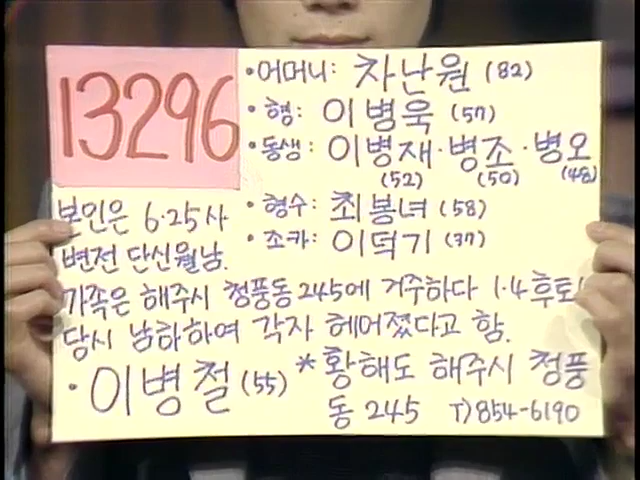 13296
·어머니: 차난원 (82)
·형: 이병욱 (57)
·동생: 이병재·병조·병오
(52) (50) (48)
·형수: 최봉녀 (58)
·조카: 이덕기 (37)
본인은 6·25사
변전 단신월남.
가족은 해주시 청풍동 245에 거주하다 1·4후퇴
당시 남하하여 각자 헤어졌다고 함.
·이병철 (55)
*황해도 해주시 청풍
동 245 T)854-6190